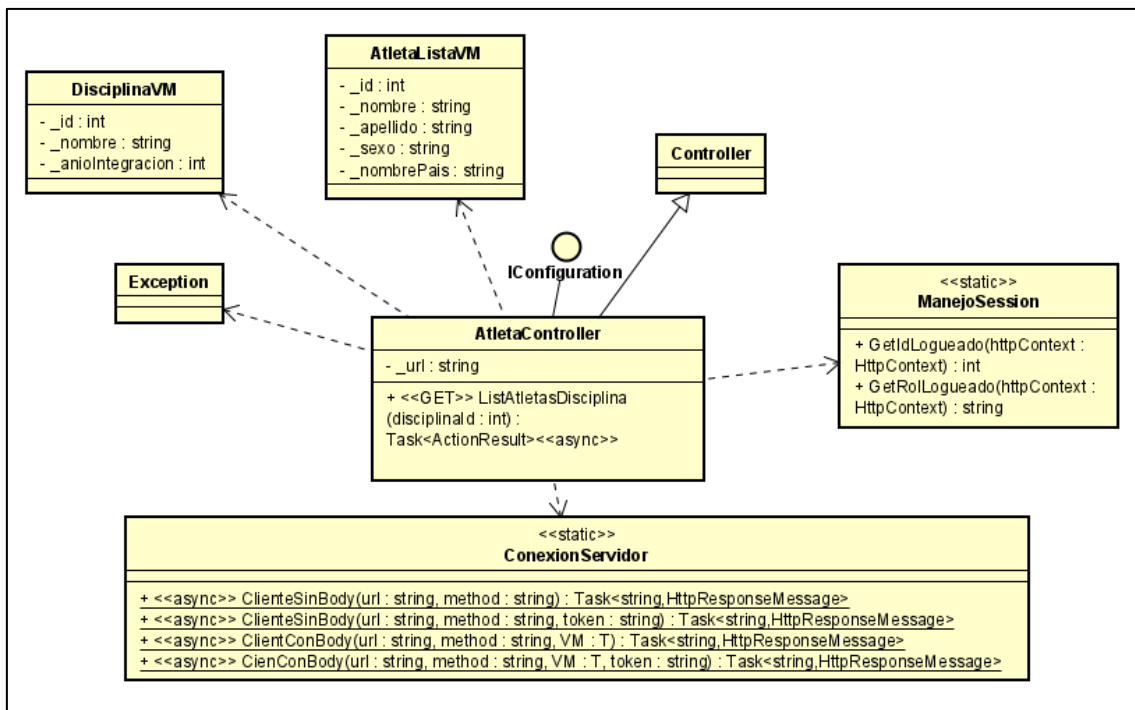 DisciplinaVM
- _id : int
- _nombre : string
- _anioIntegracion : int
AtletaListaVM
- _id : int
- _nombre : string
- _apellido : string
- _sexo : string
- _nombrePais : string
Controller
IConfiguration
Exception
<<static>>
ManejoSession
+ GetIdLogueado(httpContext :
HttpContext) : int
+ GetRolLogueado(httpContext :
HttpContext) : string
AtletaController
- _url : string
+ <<GET>> ListAtletasDisciplina
(disciplinaId : int) :
Task<ActionResult><<async>>
<<static>>
ConexionServidor
+ <<async>> ClienteSinBody(url : string, method : string) : Task<string,HttpResponseMessage>
+ <<async>> ClienteSinBody(url : string, method : string, token : string) : Task<string,HttpResponseMessage>
+ <<async>> ClientConBody(url : string, method : string, VM : T) : Task<string,HttpResponseMessage>
+ <<async>> CienConBody(url : string, method : string, VM : T, token : string) : Task<string,HttpResponseMessage>